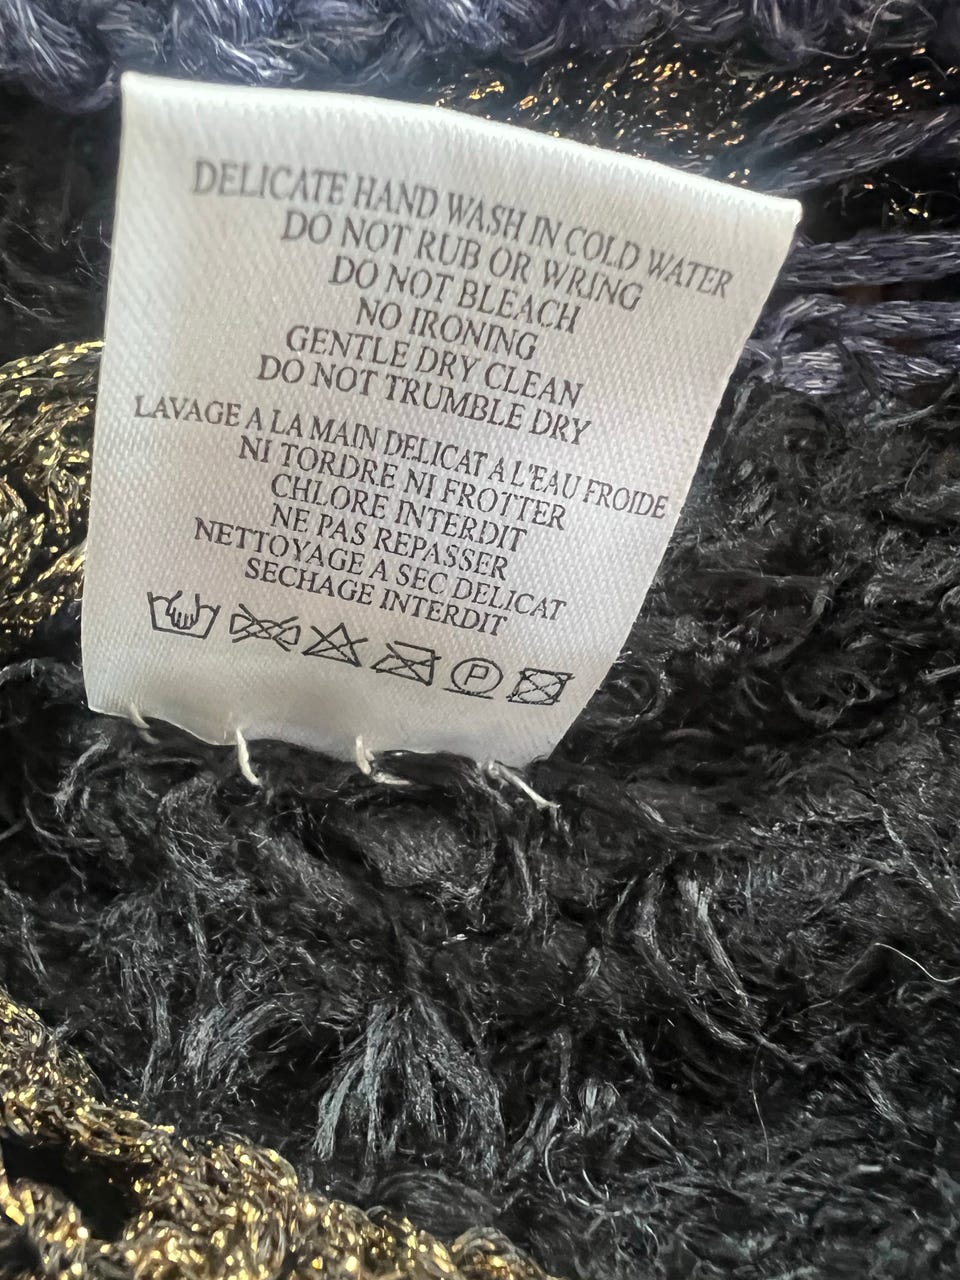 DELICATE HAND WASH IN COLD WATER
DO NOT RUB OR WRING
DO NOT BLEACH
NO IRONING
GENTLE DRY CLEAN
DO NOT TRUMBLE DRY
LAVAGE A LA MAIN DELICAT A L'EAU FROIDE
NI TORDRE NI FROTTER
CHLORE INTERDIT
NE PAS REPASSER
NETTOYAGE A SEC DELICAT
SECHAGE INTERDIT
P